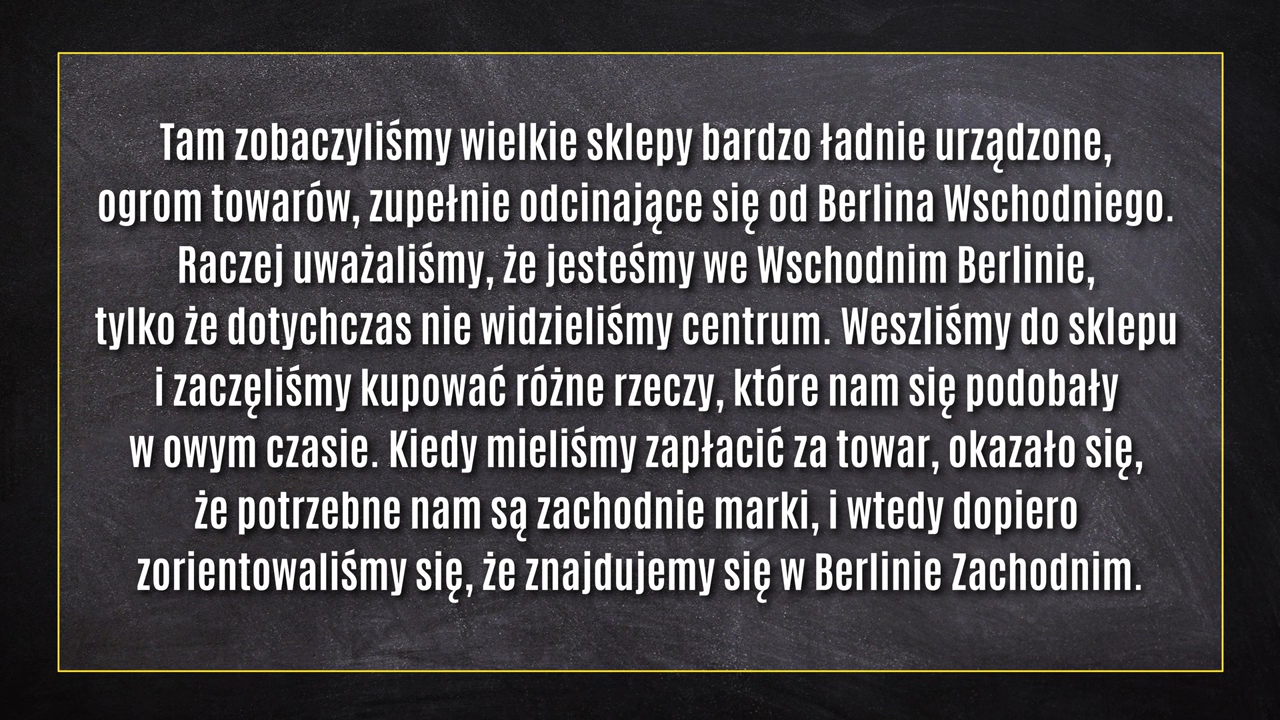 Tam zobaczyliśmy wielkie sklepy bardzo ładnie urządzone,
ogrom towarów, zupełnie odcinające się od Berlina Wschodniego.
Raczej uważaliśmy, że jesteśmy we Wschodnim Berlinie,
tylko że dotychczas nie widzieliśmy centrum. Weszliśmy do sklepu
i zaczęliśmy kupować różne rzeczy, które nam się podobały
w owym czasie. Kiedy mieliśmy zapłacić za towar, okazało się,
że potrzebne nam są zachodnie marki, i wtedy dopiero
zorientowaliśmy się, że znajdujemy się w Berlinie Zachodnim.